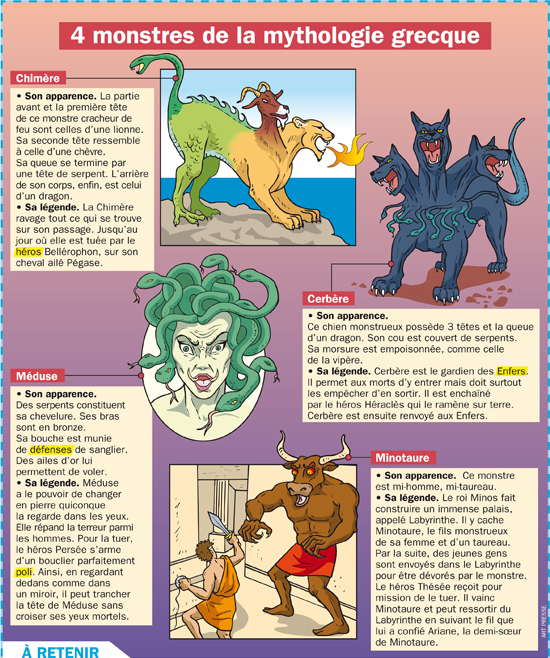 4 monstres de la mythologie grecque
Chimère
• Son apparence. La partie
avant et la première tête
de ce monstre cracheur de
feu sont celles d'une lionne.
Sa seconde tête ressemble
à celle d'une chèvre.
Sa queue se termine par
une tête de serpent. L'arrière
de son corps, enfin, est celui
d'un dragon.
• Sa légende. La Chimère
ravage tout ce qui se trouve
sur son passage. Jusqu'au
jour où elle est tuée par le
héros Bellérophon, sur son
cheval ailé Pégase.
Cerbère
• Son apparence.
Ce chien monstrueux possède 3 têtes et la queue
d'un dragon. Son cou est couvert de serpents.
Sa morsure est empoisonnée, comme celle
de la vipère.
• Sa légende. Cerbère est le gardien des Enfers.
Il permet aux morts d'y entrer mais doit surtout
les empêcher d'en sortir. Il est enchaîné
par le héros Héraclès qui le ramène sur terre.
Cerbère est ensuite renvoyé aux Enfers.
Méduse
• Son apparence.
Des serpents constituent
sa chevelure. Ses bras
sont en bronze.
Sa bouche est munie
de défenses de sanglier.
Des ailes d'or lui
permettent de voler.
• Sa légende. Méduse
a le pouvoir de changer
en pierre quiconque
la regarde dans les yeux.
Elle répand la terreur parmi
les hommes. Pour la tuer,
le héros Persée s'arme
d'un bouclier parfaitement
poli. Ainsi, en regardant
dedans comme dans
un miroir, il peut trancher
la tête de Méduse sans
croiser ses yeux mortels.
Minotaure
• Son apparence. Ce monstre
est mi-homme, mi-taureau.
• Sa légende. Le roi Minos fait
construire un immense palais,
appelé Labyrinthe. Il y cache
Minotaure, le fils monstrueux
de sa femme et d'un taureau.
Par la suite, des jeunes gens
sont envoyés dans le Labyrinthe
pour être dévorés par le monstre.
Le héros Thésée reçoit pour
mission de le tuer. Il vainc
Minotaure et peut ressortir du
Labyrinthe en suivant le fil que
lui a confié Ariane, la demi-sœur
de Minotaure.
ART PRESSE
À RETENIR